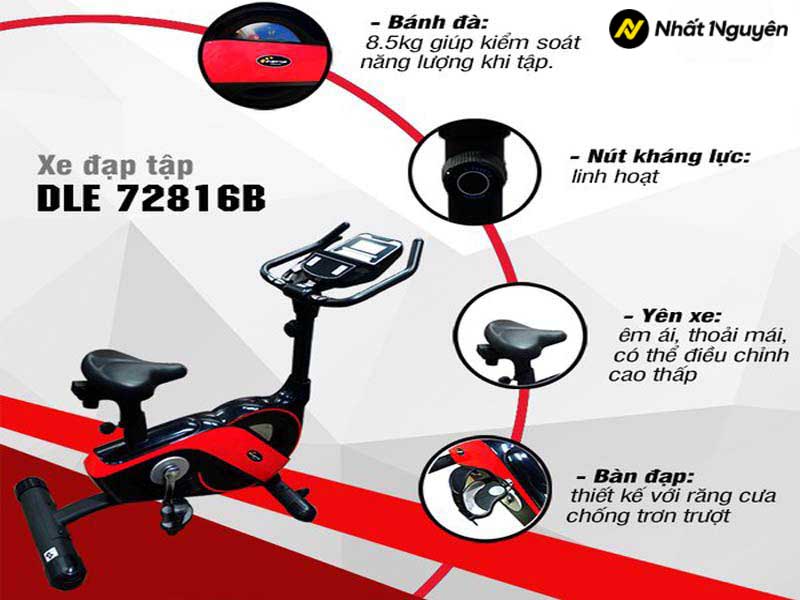 Nhất Nguyên
- Bánh đà:
8.5kg giúp kiểm soát
năng lượng khi tập.
Xe đạp tập
DLE 72816B
- Nút kháng lực:
linh hoạt
- Yên xe:
êm ái, thoải mái,
có thể điều chỉnh
cao thấp
- Bàn đạp:
thiết kế với răng cưa
chống trơn trượt